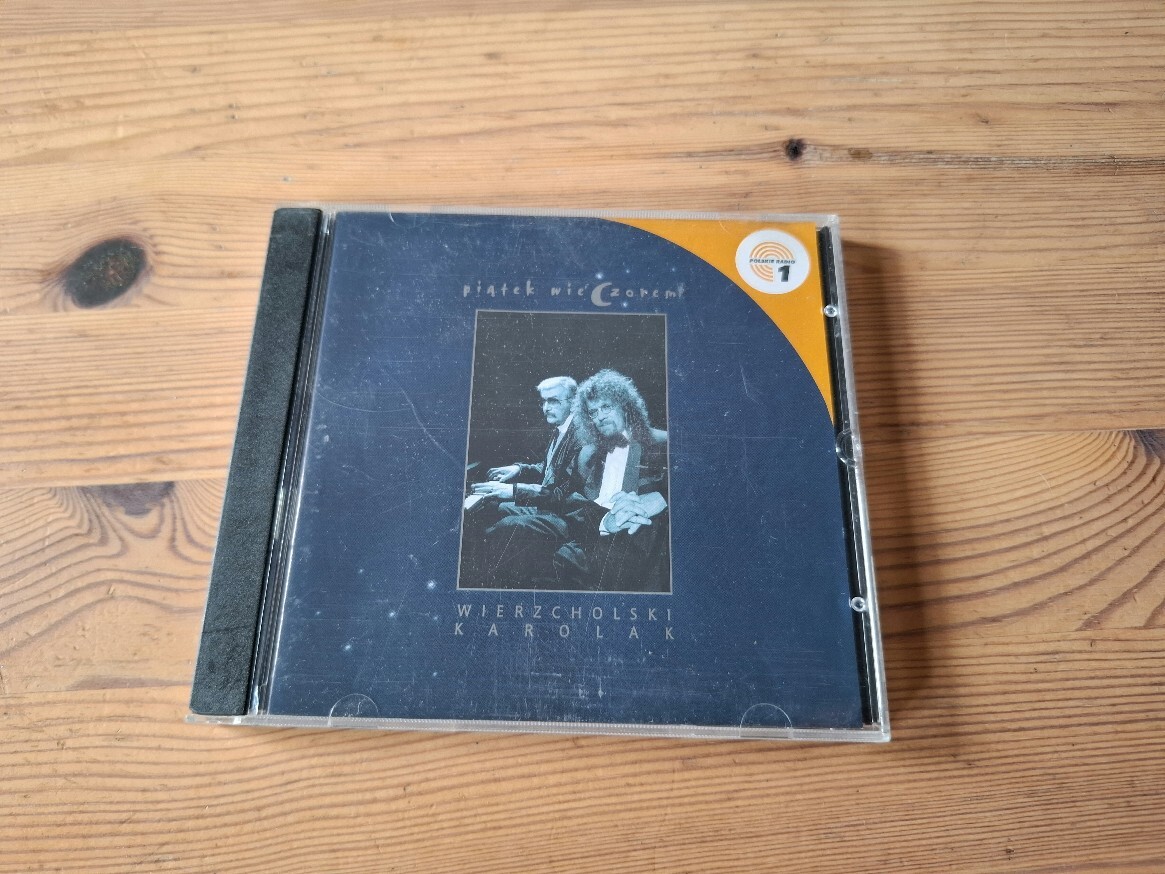 POLSKIE RADIO
1
piątek wieCzorem
WIERZCHOLSKI
KAROLAK